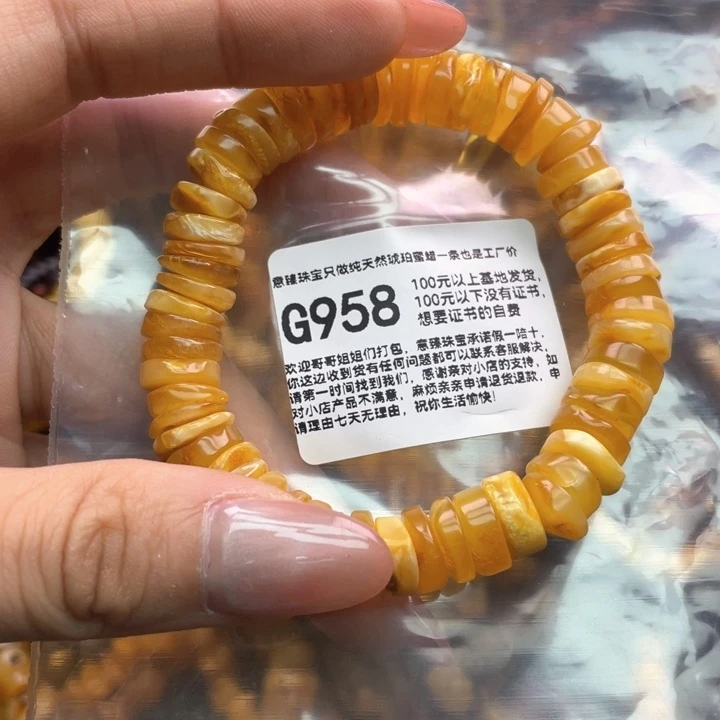 意臻珠宝只做纯天然琥珀蜜蜡一条也是工厂价
G958
100元以上基地发货,
100元以下没有证书,
想要证书的自费
欢迎哥哥姐姐们打包, 意臻珠宝承诺假一赔十,
你这边收到货有任何问题都可以联系客服解决,
请第一时间找到我们, 感谢亲对小店的支持, 如
对小店产品不满意, 麻烦亲亲申请退货退款, 申
请理由七天无理由, 祝你生活愉快!